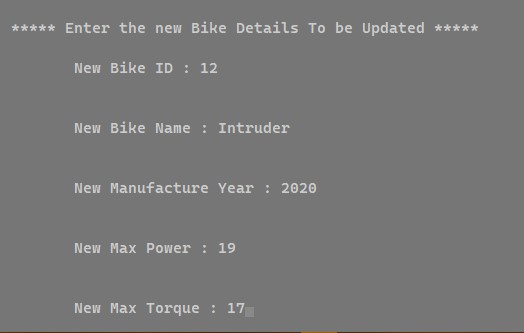 ***** Enter the new Bike Details To be Updated *****
New Bike ID : 12
New Bike Name : Intruder
New Manufacture Year : 2020
New Max Power : 19
New Max Torque : 17